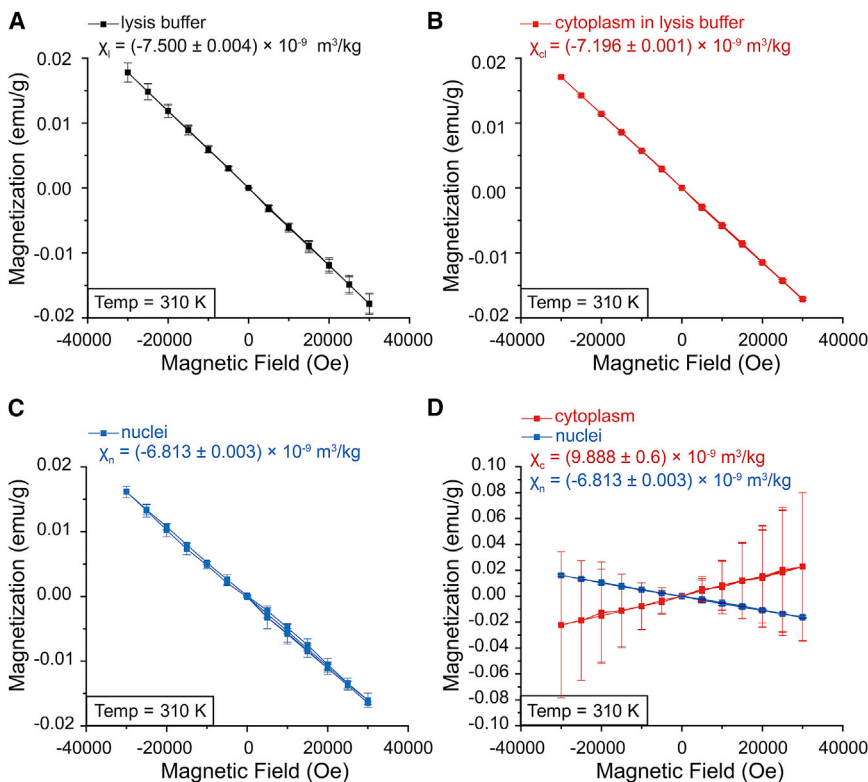 A
lysis buffer
χl = (-7.500 ± 0.004) × 10-9 m3/kg
0.02
0.01
0.00
-0.01
-0.02
Magnetization (emu/g)
Temp = 310 K
-40000 -20000 0 20000 40000
Magnetic Field (Oe)
B
cytoplasm in lysis buffer
χcl = (-7.196 ± 0.001) × 10-9 m3/kg
0.02
0.01
0.00
-0.01
-0.02
Magnetization (emu/g)
Temp = 310 K
-40000 -20000 0 20000 40000
Magnetic Field (Oe)
C
nuclei
χn = (-6.813 ± 0.003) × 10-9 m3/kg
0.02
0.01
0.00
-0.01
-0.02
Magnetization (emu/g)
Temp = 310 K
-40000 -20000 0 20000 40000
Magnetic Field (Oe)
D
cytoplasm
nuclei
χc = (9.888 ± 0.6) × 10-9 m3/kg
χn = (-6.813 ± 0.003) × 10-9 m3/kg
0.10
0.08
0.06
0.04
0.02
0.00
-0.02
-0.04
-0.06
-0.08
-0.10
Magnetization (emu/g)
Temp = 310 K
-40000 -20000 0 20000 40000
Magnetic Field (Oe)